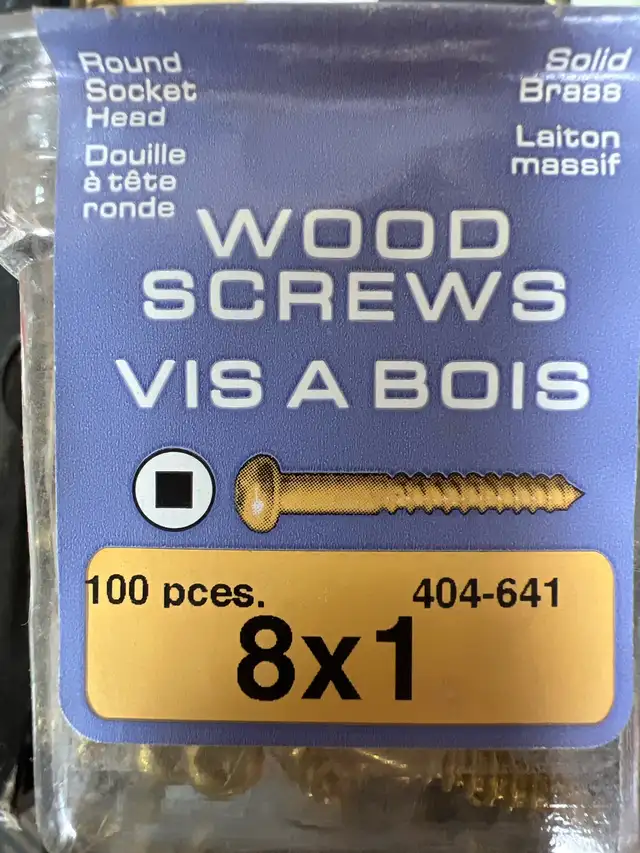 Round
Socket
Head
Douille
à tête
ronde
Solid
Brass
Laiton
massif
WOOD
SCREWS
VIS A BOIS
100 pces.
404-641
8x1